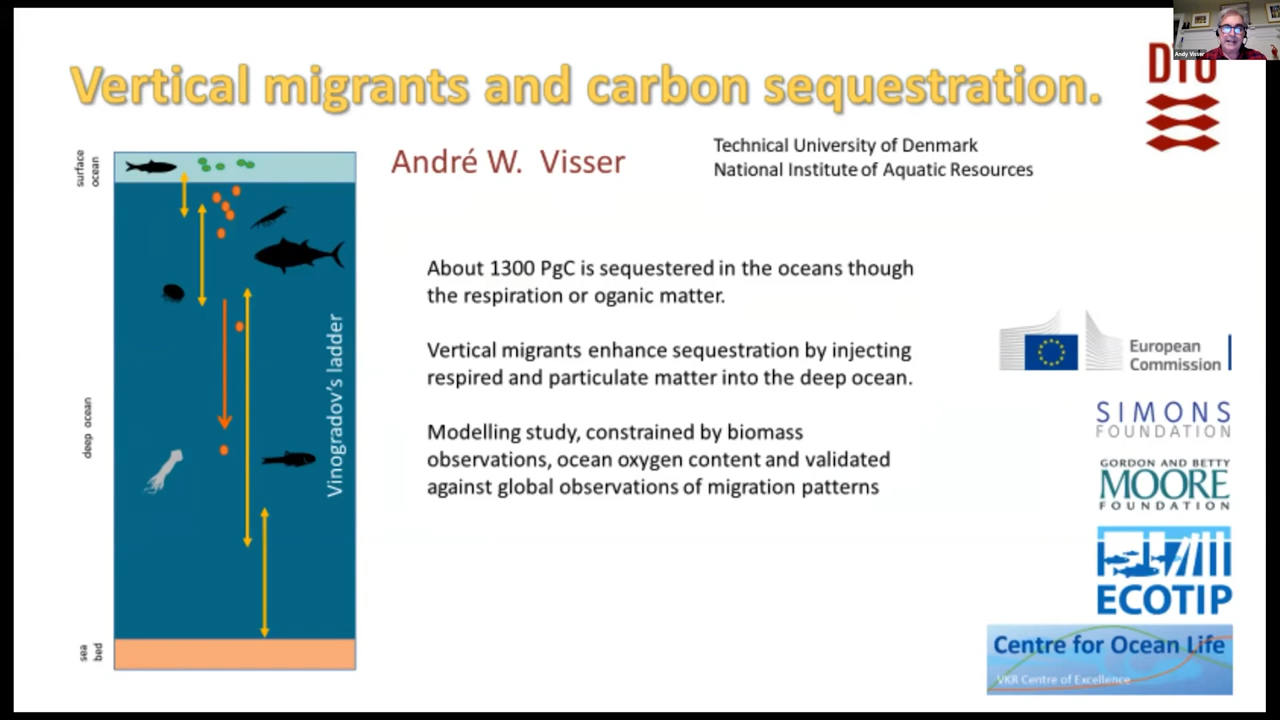 Vertical migrants and carbon sequestration.
Andy Visser
DTU
André W. Visser
Technical University of Denmark
National Institute of Aquatic Resources
surface
ocean
deep ocean
sea
bed
Vinogradov's ladder
About 1300 PgC is sequestered in the oceans though
the respiration or oganic matter.
Vertical migrants enhance sequestration by injecting
respired and particulate matter into the deep ocean.
Modelling study, constrained by biomass
observations, ocean oxygen content and validated
against global observations of migration patterns
European
Commission
SIMONS
FOUNDATION
GORDON AND BETTY
MOORE
FOUNDATION
ECOTIP
Centre for Ocean Life
VKR Centre of Excellence